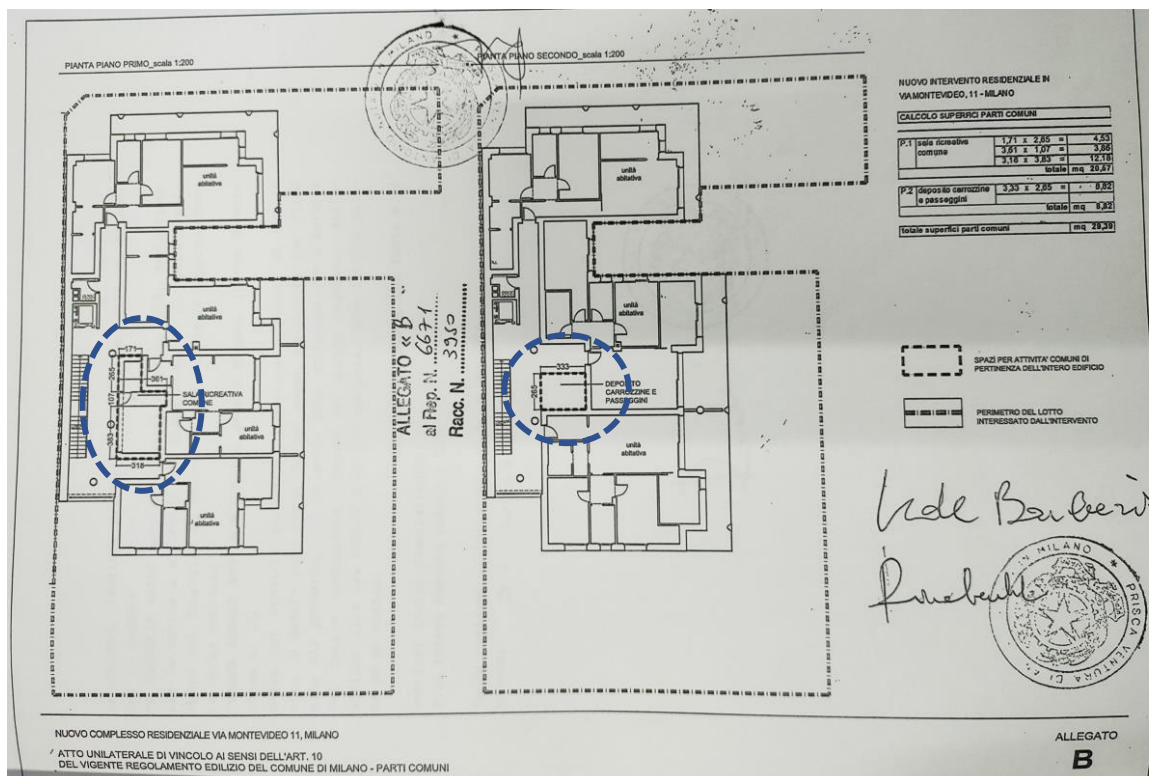 PIANTA PIANO PRIMO_scala 1:200
PIANTA PIANO SECONDO_scala 1:200
NUOVO INTERVENTO RESIDENZIALE IN
VIA MONTEVIDEO, 11 - MILANO
CALCOLO SUPERFICI PARTI COMUNI
P.1 sala ricreativa comune
1,71 x 2,65 = 4,53
3,61 x 1,07 = 3,86
3,18 x 3,83 = 12,18
totale mq 20,57
P.2 deposito carrozzine e passeggini
3,33 x 2,65 = 8,82
totale mq 8,82
totale superfici parti comuni mq 29,39
unità
abitativa
unità
abitativa
unità
abitativa
unità
abitativa
171
265
361
107
383
318
SALA RICREATIVA
COMUNE
ALLEGATO « B
al Rep. N. 6671
Racc. N. 3950
unità
abitativa
unità
abitativa
unità
abitativa
333
265
DEPOSITO
CARROZZINE E
PASSEGGINI
SPAZI PER ATTIVITA' COMUNI DI
PERTINENZA DELL'INTERO EDIFICIO
PERIMETRO DEL LOTTO
INTERESSATO DALL'INTERVENTO
IN MILANO * PRISCA VENTURA DI
NUOVO COMPLESSO RESIDENZIALE VIA MONTEVIDEO 11, MILANO
ATTO UNILATERALE DI VINCOLO AI SENSI DELL'ART. 10
DEL VIGENTE REGOLAMENTO EDILIZIO DEL COMUNE DI MILANO - PARTI COMUNI
ALLEGATO
B